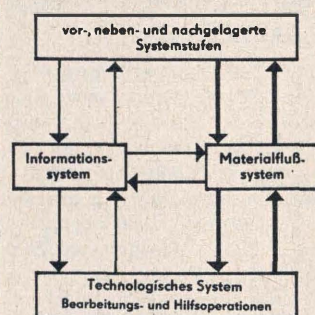 vor-, neben- und nachgelagerte
Systemstufen
Informations-
system
Materialfluß-
system
Technologisches System
Bearbeitungs- und Hilfsoperationen